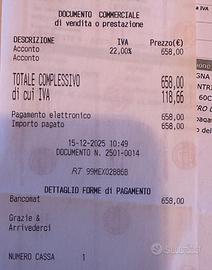 DOCUMENTO COMMERCIALE
di vendita o prestazione
DESCRIZIONE IVA Prezzo(€)
Acconto 22,00% 658,00
Acconto
TOTALE COMPLESSIVO 658,00
di cui IVA 118,66
Pagamento elettronico 658,00
Importo pagato 658,00
15-12-2025 10:49
DOCUMENTO N. 2501-0014
RT 99MEX028868
DETTAGLIO FORME di PAGAMENTO
Bancomat 658,00
Grazie &
Arrivederci
NUMERO CASSA 1
subito